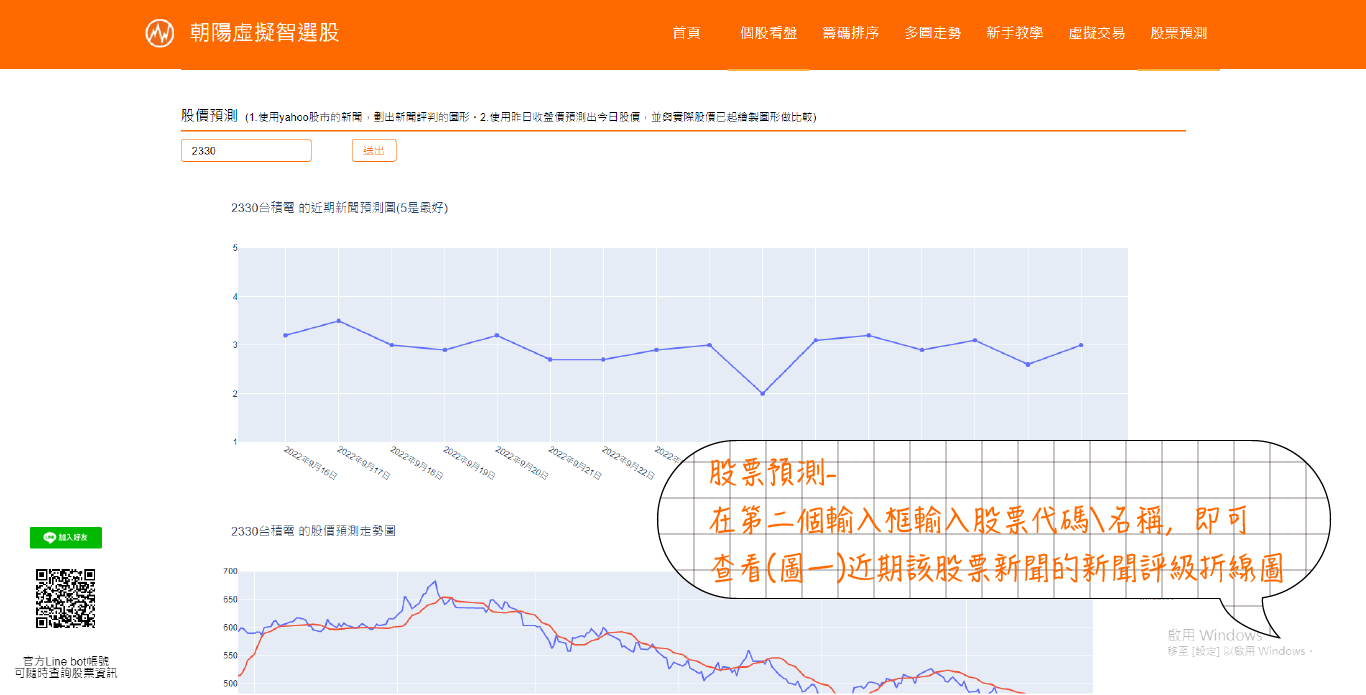 朝陽虛擬智選股
首頁 個股看盤 籌碼排序 多圖走勢 新手教學 虛擬交易 股票預測
股價預測 (1.使用yahoo股市的新聞，劃出新聞評判的圖形。2.使用昨日收盤價預測出今日股價，並與實際股價已起繪製圖形做比較)
2330 送出
2330台積電 的近期新聞預測圖(5是最好)
5
4
3
2
1
2022年9月16日 2022年9月17日 2022年9月18日 2022年9月19日 2022年9月20日 2022年9月21日 2022年9月22日
股票預測-
在第二個輸入框輸入股票代碼\名稱, 即可
查看(圖一)近期該股票新聞的新聞評級折線圖
2330台積電 的股價預測走勢圖
700
650
600
550
500
加入好友
官方Line bot帳號
可隨時查詢股票資訊
啟用 Windows
移至 [設定] 以啟用 Windows。